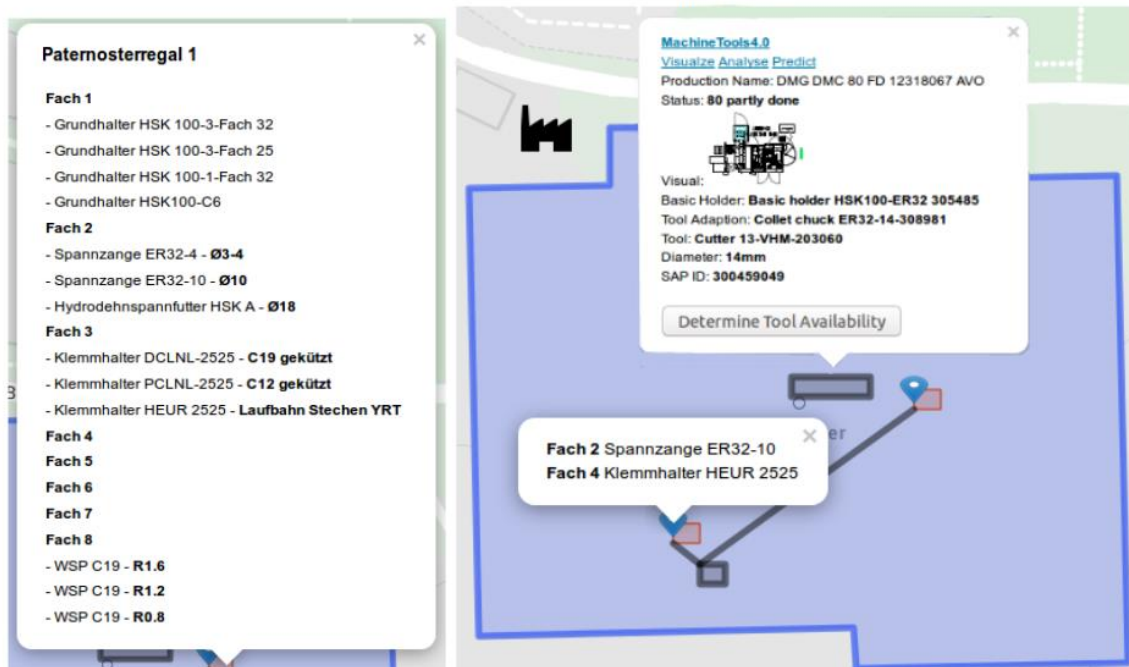 Paternosterregal 1
Fach 1
- Grundhalter HSK 100-3-Fach 32
- Grundhalter HSK 100-3-Fach 25
- Grundhalter HSK 100-1-Fach 32
- Grundhalter HSK100-C6
Fach 2
- Spannzange ER32-4 - Ø3-4
- Spannzange ER32-10 - Ø10
- Hydrodehnspannfutter HSK A - Ø18
Fach 3
- Klemmhalter DCLNL-2525 - C19 gekützt
- Klemmhalter PCLNL-2525 - C12 gekützt
- Klemmhalter HEUR 2525 - Laufbahn Stechen YRT
Fach 4
Fach 5
Fach 6
Fach 7
Fach 8
- WSP C19 - R1.6
- WSP C19 - R1.2
- WSP C19 - R0.8
MachineTools4.0
Visualze Analyse Predict
Production Name: DMG DMC 80 FD 12318067 AVO
Status: 80 partly done
Visual:
Basic Holder: Basic holder HSK100-ER32 305485
Tool Adaption: Collet chuck ER32-14-308981
Tool: Cutter 13-VHM-203060
Diameter: 14mm
SAP ID: 300459049
Determine Tool Availability
Fach 2 Spannzange ER32-10
Fach 4 Klemmhalter HEUR 2525